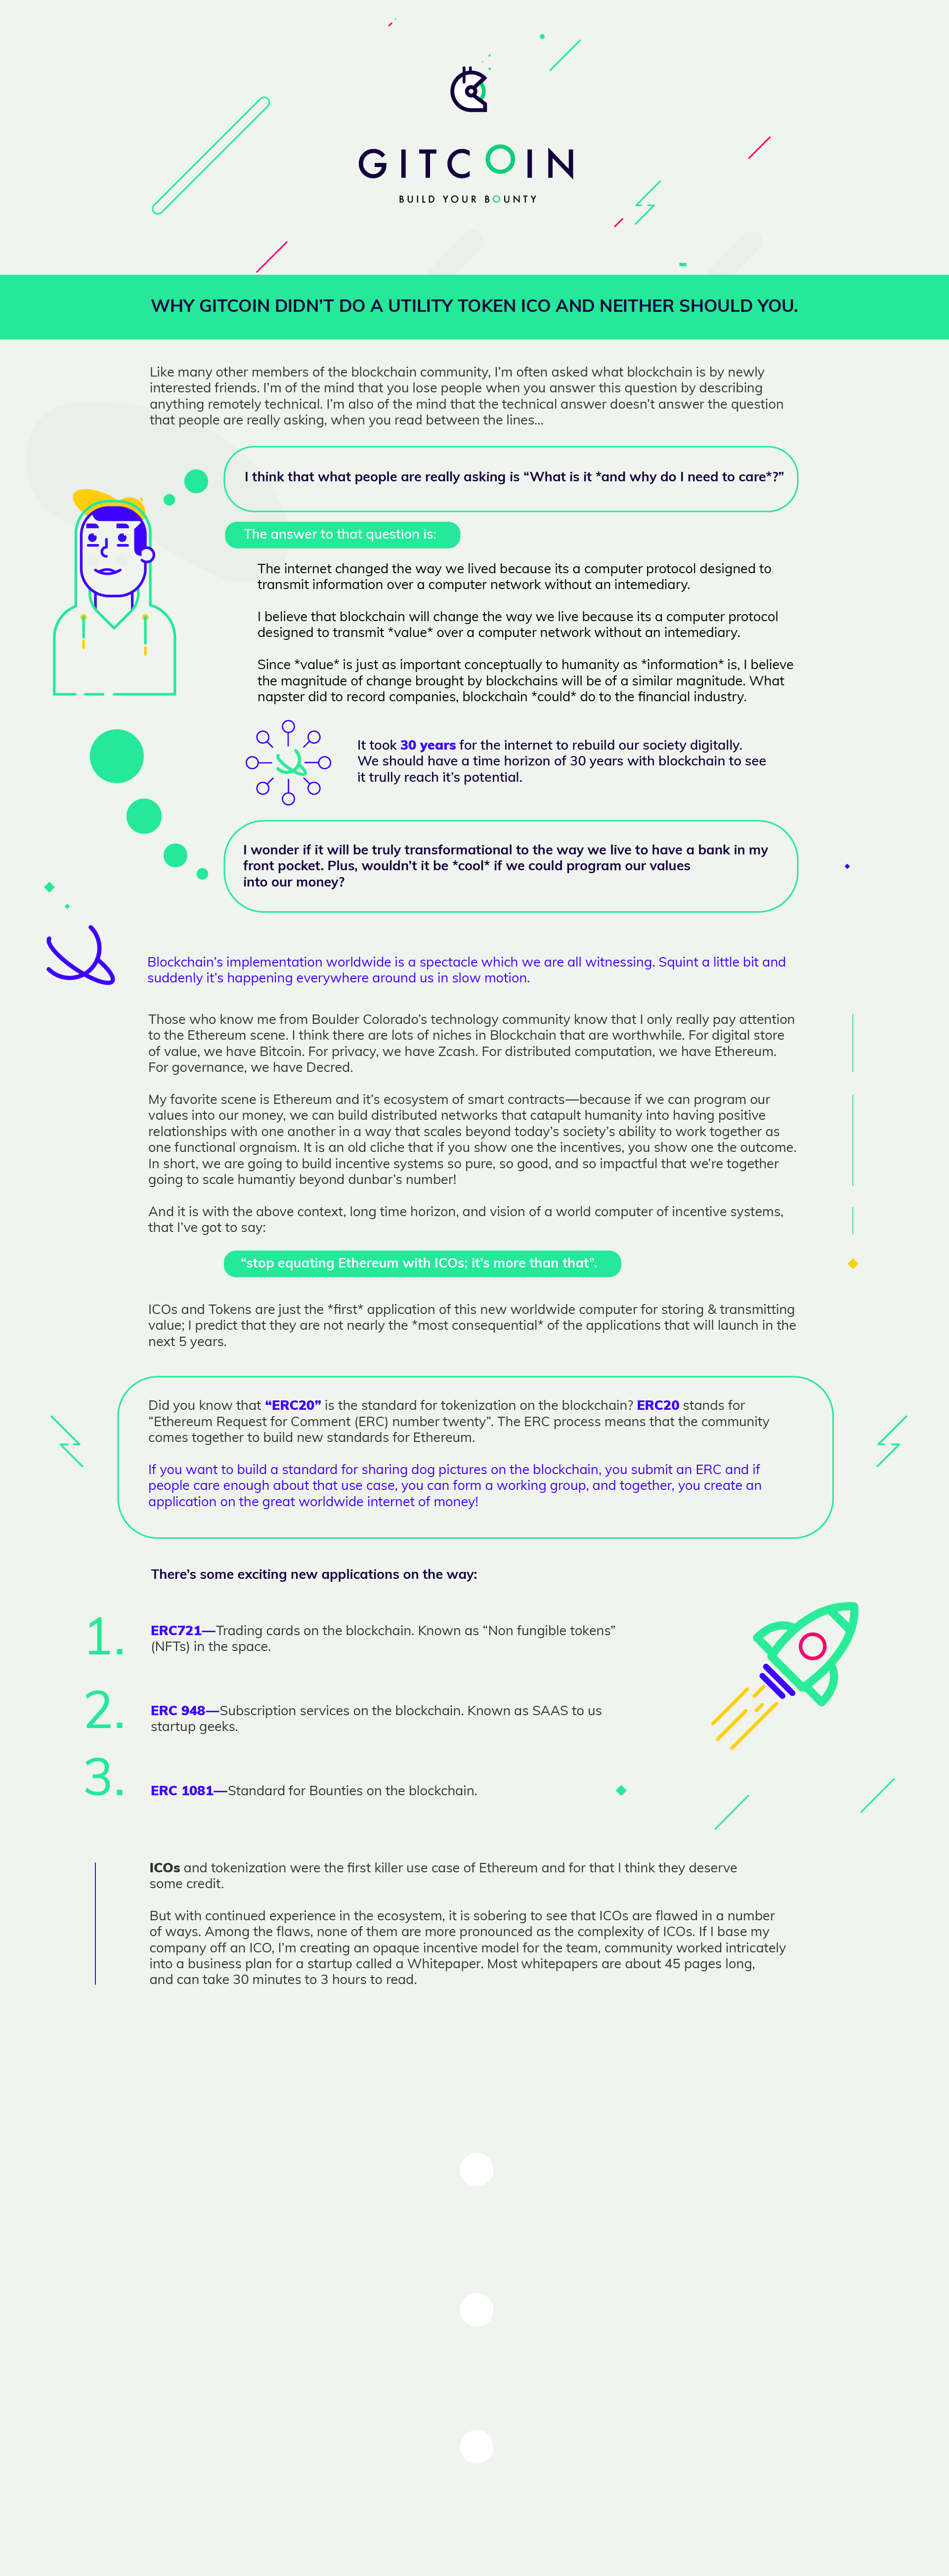 GITCOIN
BUILD YOUR BOUNTY
WHY GITCOIN DIDN’T DO A UTILITY TOKEN ICO AND NEITHER SHOULD YOU.
Like many other members of the blockchain community, I’m often asked what blockchain is by newly
interested friends. I’m of the mind that you lose people when you answer this question by describing
anything remotely technical. I’m also of the mind that the technical answer doesn’t answer the question
that people are really asking, when you read between the lines...
I think that what people are really asking is “What is it *and why do I need to care*?”
The answer to that question is:
The internet changed the way we lived because its a computer protocol designed to
transmit information over a computer network without an intemediary.
I believe that blockchain will change the way we live because its a computer protocol
designed to transmit *value* over a computer network without an intemediary.
Since *value* is just as important conceptually to humanity as *information* is, I believe
the magnitude of change brought by blockchains will be of a similar magnitude. What
napster did to record companies, blockchain *could* do to the financial industry.
It took 30 years for the internet to rebuild our society digitally.
We should have a time horizon of 30 years with blockchain to see
it trully reach it’s potential.
I wonder if it will be truly transformational to the way we live to have a bank in my
front pocket. Plus, wouldn’t it be *cool* if we could program our values
into our money?
Blockchain’s implementation worldwide is a spectacle which we are all witnessing. Squint a little bit and
suddenly it’s happening everywhere around us in slow motion.
Those who know me from Boulder Colorado’s technology community know that I only really pay attention
to the Ethereum scene. I think there are lots of niches in Blockchain that are worthwhile. For digital store
of value, we have Bitcoin. For privacy, we have Zcash. For distributed computation, we have Ethereum.
For governance, we have Decred.
My favorite scene is Ethereum and it’s ecosystem of smart contracts—because if we can program our
values into our money, we can build distributed networks that catapult humanity into having positive
relationships with one another in a way that scales beyond today’s society’s ability to work together as
one functional orgnaism. It is an old cliche that if you show one the incentives, you show one the outcome.
In short, we are going to build incentive systems so pure, so good, and so impactful that we’re together
going to scale humantiy beyond dunbar’s number!
And it is with the above context, long time horizon, and vision of a world computer of incentive systems,
that I’ve got to say:
“stop equating Ethereum with ICOs; it’s more than that”.
ICOs and Tokens are just the *first* application of this new worldwide computer for storing & transmitting
value; I predict that they are not nearly the *most consequential* of the applications that will launch in the
next 5 years.
Did you know that “ERC20” is the standard for tokenization on the blockchain? ERC20 stands for
“Ethereum Request for Comment (ERC) number twenty”. The ERC process means that the community
comes together to build new standards for Ethereum.
If you want to build a standard for sharing dog pictures on the blockchain, you submit an ERC and if
people care enough about that use case, you can form a working group, and together, you create an
application on the great worldwide internet of money!
There’s some exciting new applications on the way:
1.
ERC721—Trading cards on the blockchain. Known as “Non fungible tokens”
(NFTs) in the space.
2.
ERC 948—Subscription services on the blockchain. Known as SAAS to us
startup geeks.
3.
ERC 1081—Standard for Bounties on the blockchain.
ICOs and tokenization were the first killer use case of Ethereum and for that I think they deserve
some credit.
But with continued experience in the ecosystem, it is sobering to see that ICOs are flawed in a number
of ways. Among the flaws, none of them are more pronounced as the complexity of ICOs. If I base my
company off an ICO, I’m creating an opaque incentive model for the team, community worked intricately
into a business plan for a startup called a Whitepaper. Most whitepapers are about 45 pages long,
and can take 30 minutes to 3 hours to read.